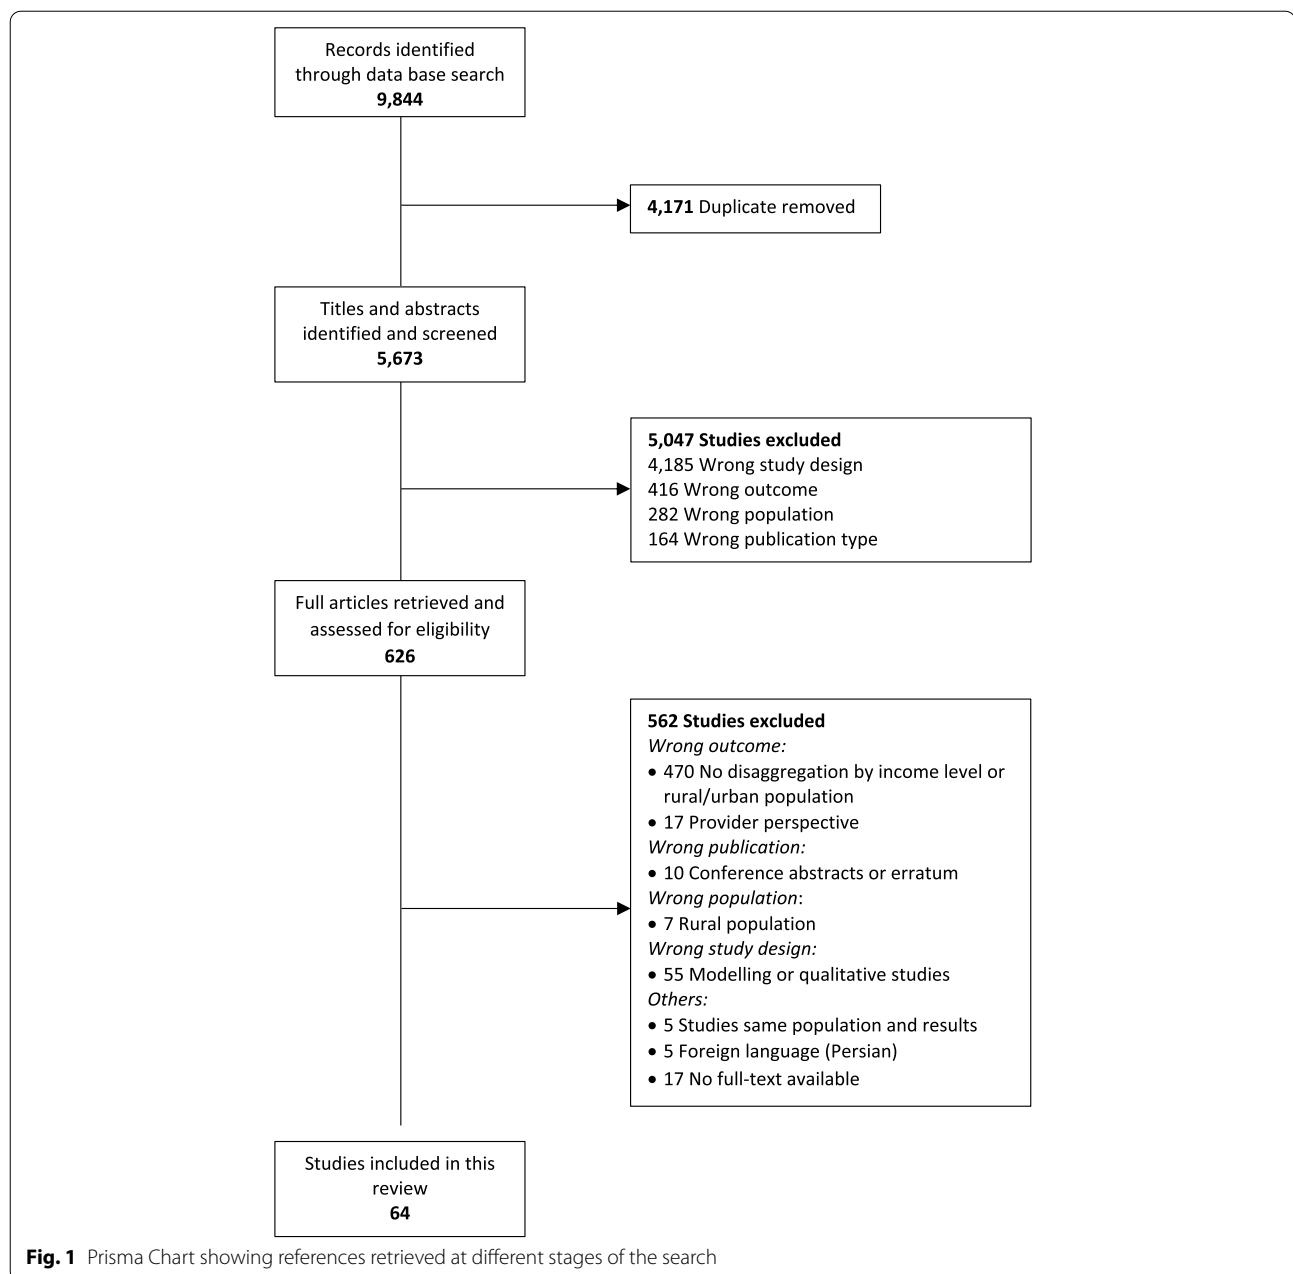 Records identified
through data base search
9,844
4,171 Duplicate removed
Titles and abstracts
identified and screened
5,673
5,047 Studies excluded
4,185 Wrong study design
416 Wrong outcome
282 Wrong population
164 Wrong publication type
Full articles retrieved and
assessed for eligibility
626
562 Studies excluded
Wrong outcome:
• 470 No disaggregation by income level or
rural/urban population
• 17 Provider perspective
Wrong publication:
• 10 Conference abstracts or erratum
Wrong population:
• 7 Rural population
Wrong study design:
• 55 Modelling or qualitative studies
Others:
• 5 Studies same population and results
• 5 Foreign language (Persian)
• 17 No full-text available
Studies included in this
review
64
Fig. 1 Prisma Chart showing references retrieved at different stages of the search